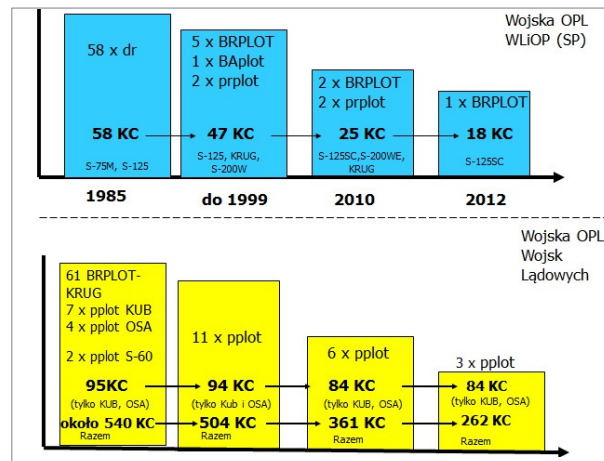 Wojska OPL
WLiOP (SP)
58 x dr
58 KC
S-75M, S-125
5 x BRPLOT
1 x BAplot
2 x prplot
47 KC
S-125, KRUG,
S-200W
2 x BRPLOT
2 x prplot
25 KC
S-125SC,S-200WE,
KRUG
1 x BRPLOT
18 KC
S-125SC
1985
do 1999
2010
2012
Wojska OPL
Wojsk
Lądowych
61 BRPLOT-
KRUG
7 x pplot KUB
4 x pplot OSA
2 x pplot S-60
95KC
(tylko KUB, OSA)
około 540 KC
Razem
11 x pplot
94 KC
(tylko Kub i OSA)
504 KC
Razem
6 x pplot
84 KC
(tylko KUB, OSA)
361 KC
Razem
3 x pplot
84 KC
(tylko KUB, OSA)
262 KC
Razem